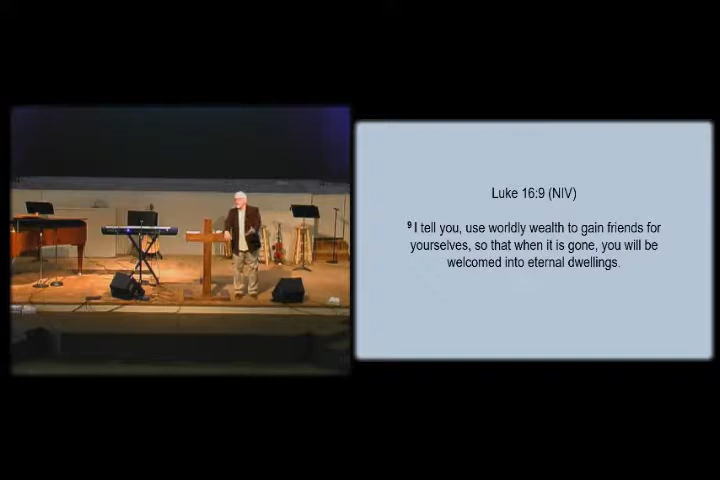 Luke 16:9 (NIV)
9 I tell you, use worldly wealth to gain friends for
yourselves, so that when it is gone, you will be
welcomed into eternal dwellings.